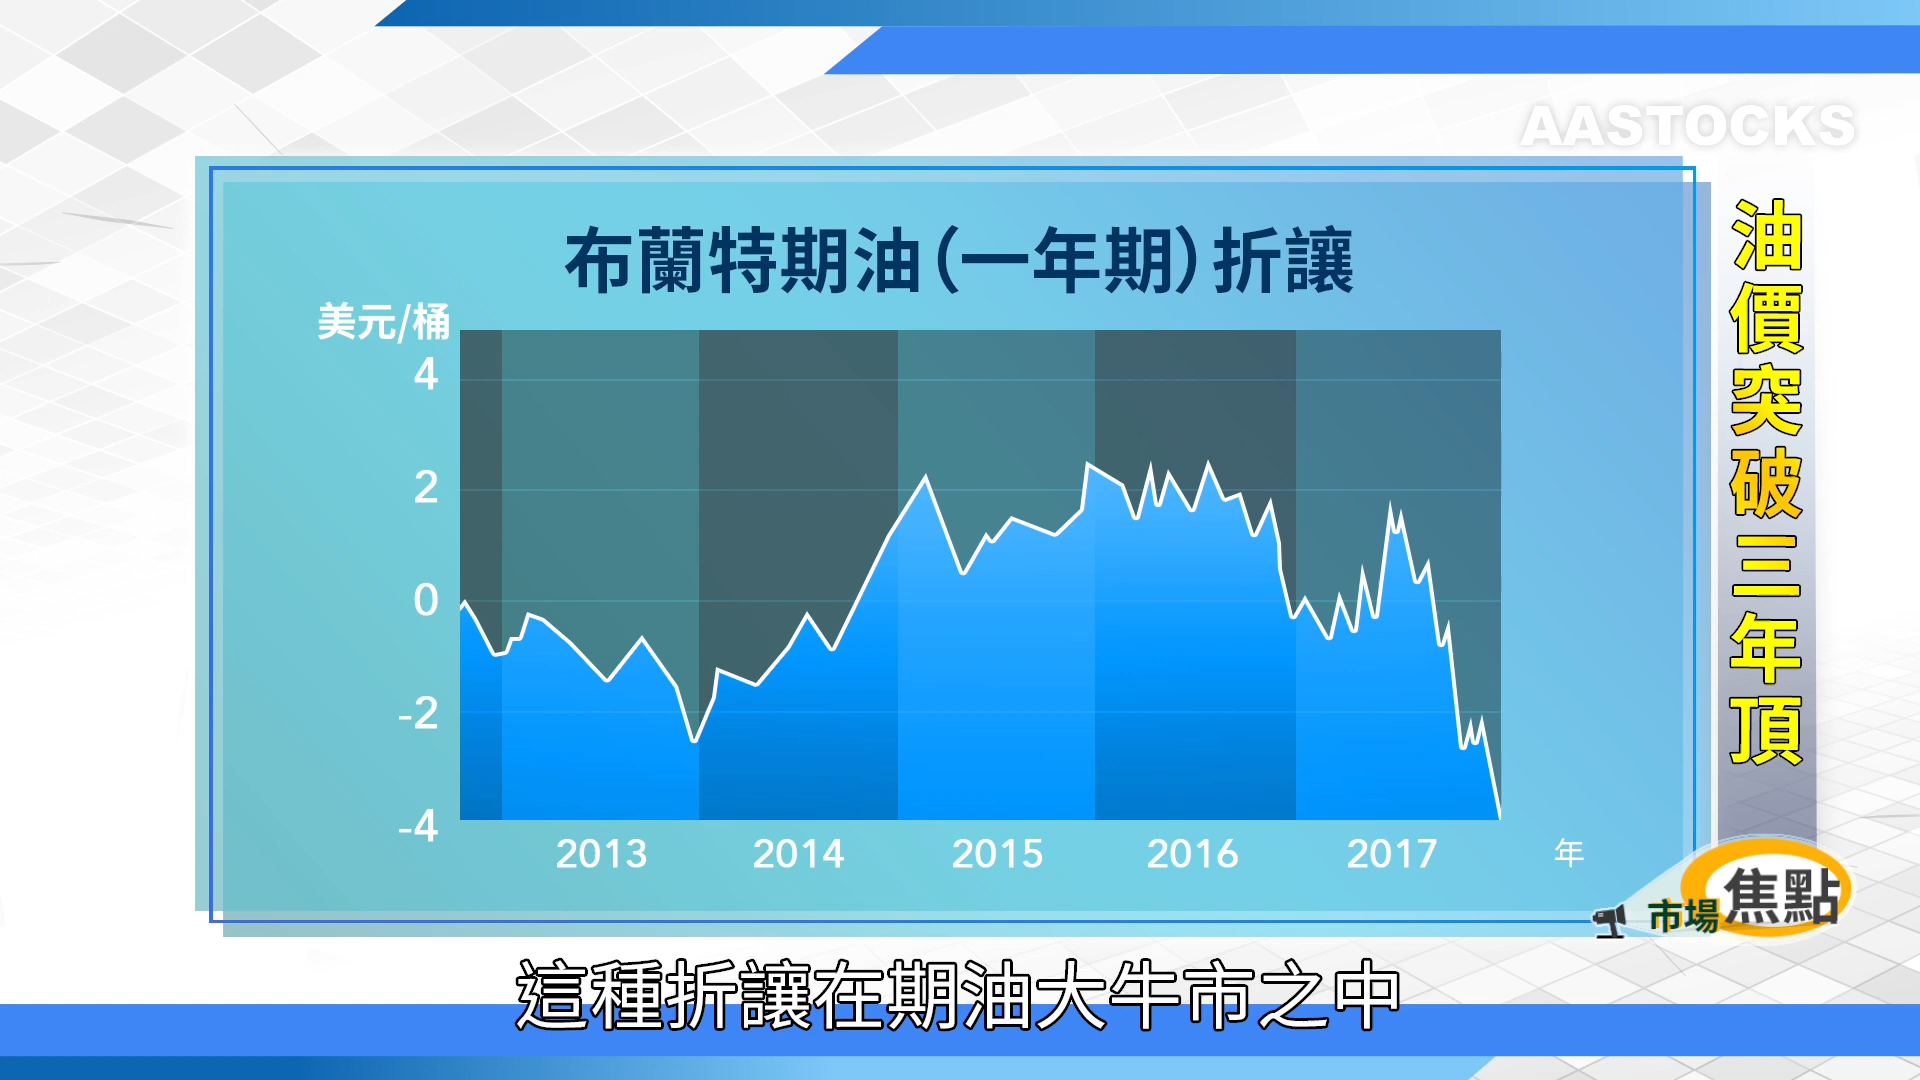 AASTOCKS
布蘭特期油(一年期)折讓
美元/桶
4
2
0
-2
-4
2013 2014 2015 2016 2017 年
油價突破三年頂
市場焦點
這種折讓在期油大牛市之中